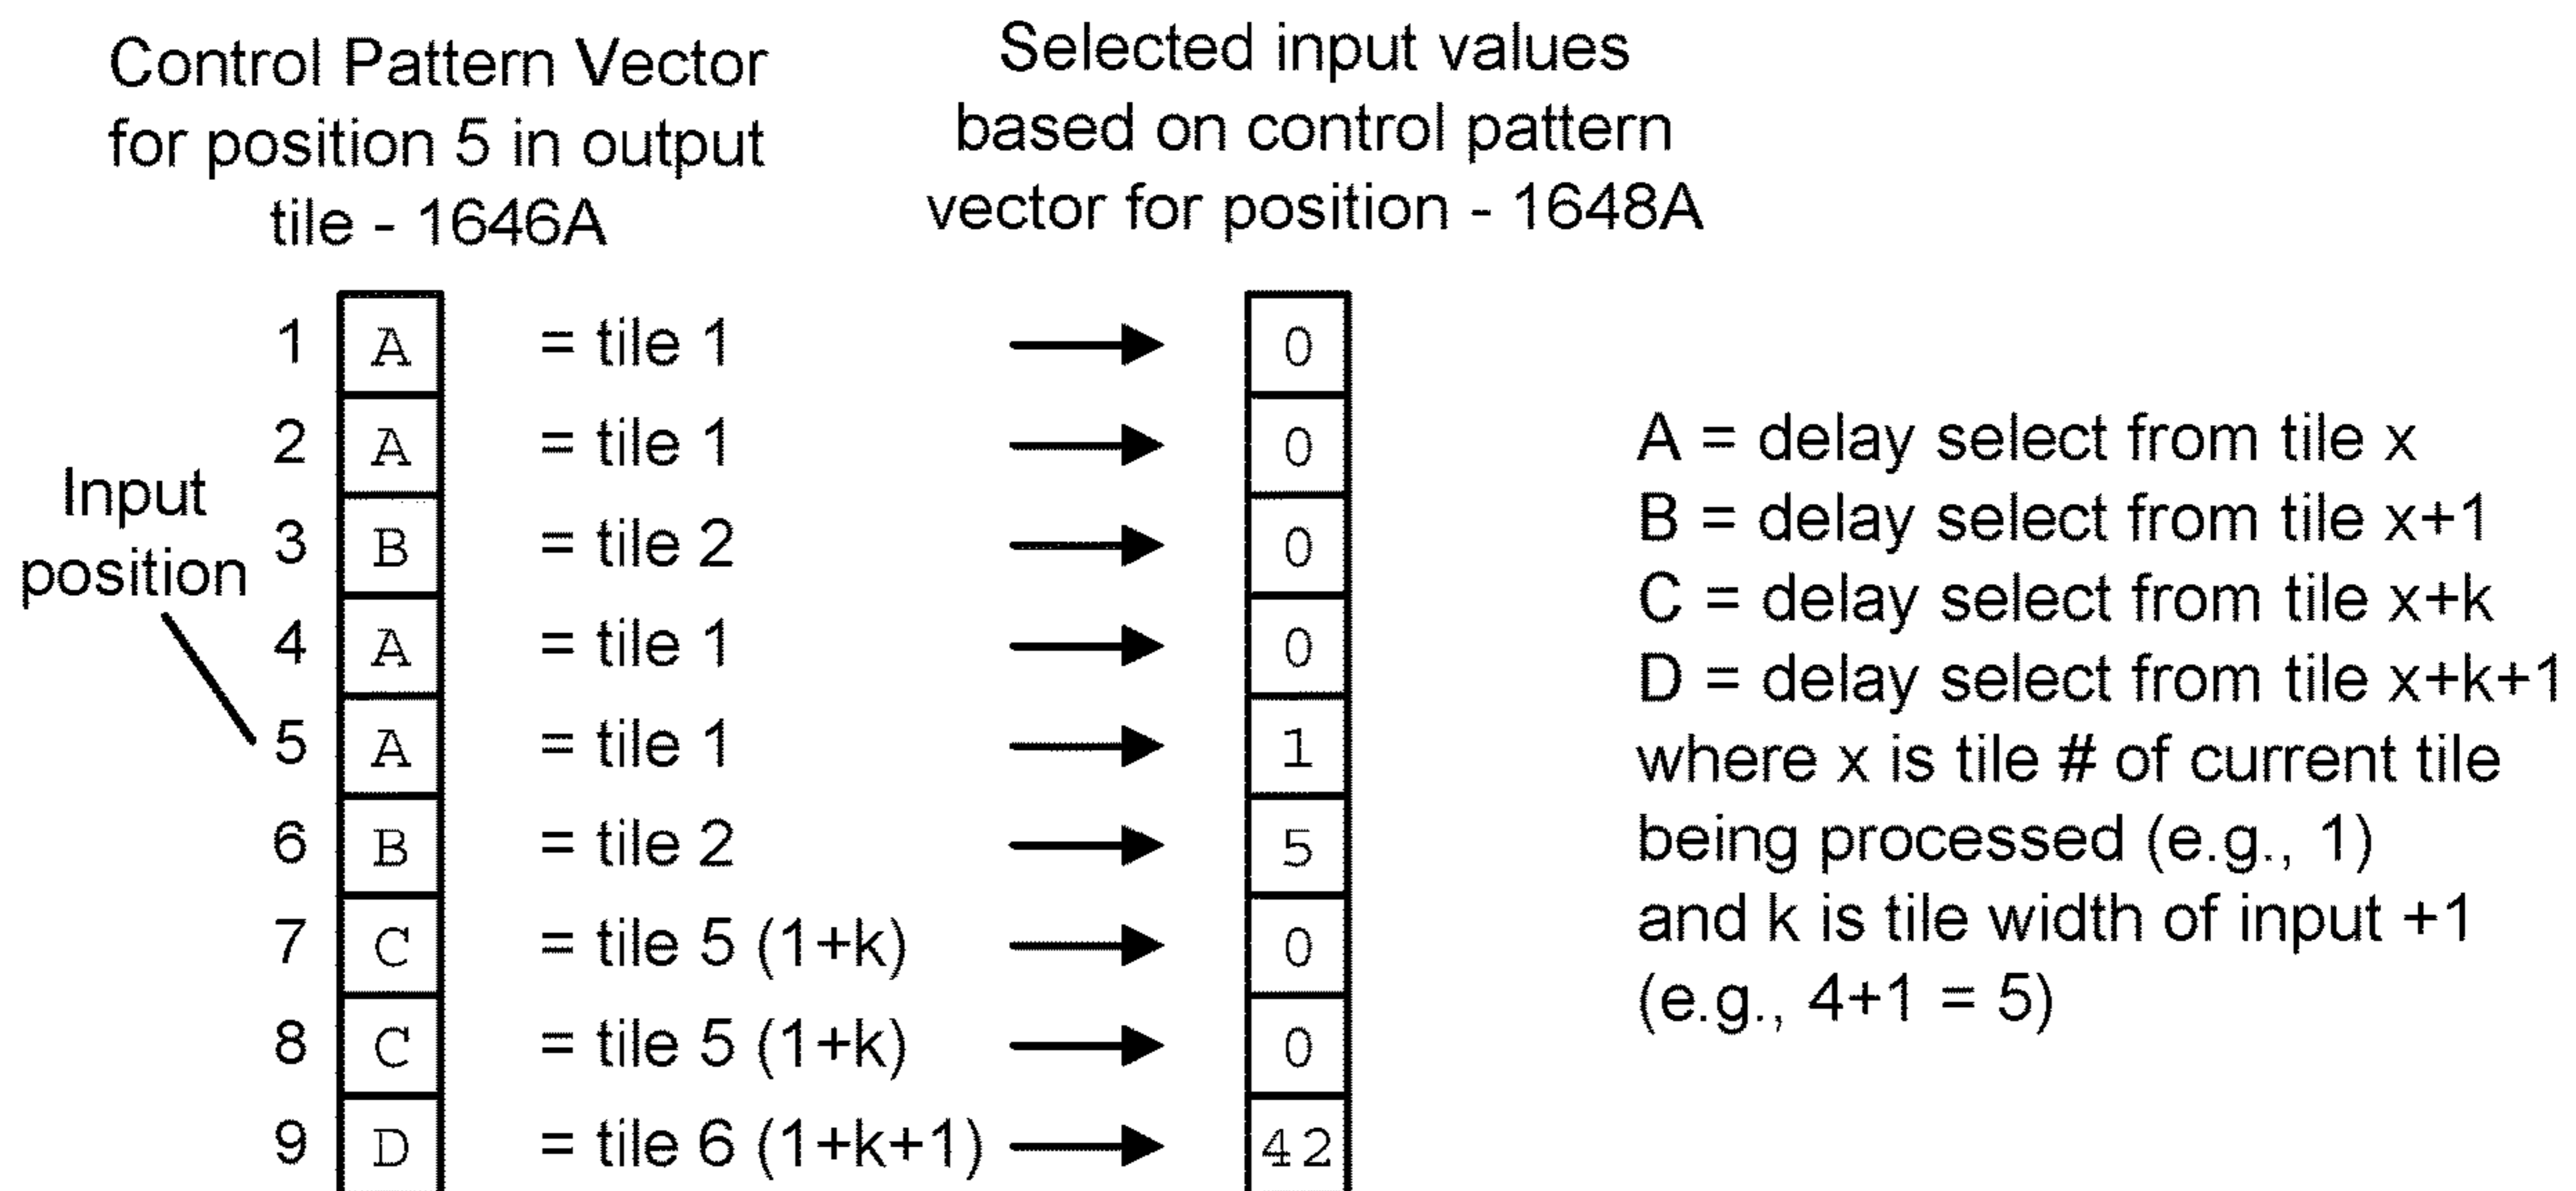 Control Pattern Vector
for position 5 in output
tile - 1646A
Selected input values
based on control pattern
vector for position - 1648A
Input
position
1 A = tile 1 0
2 A = tile 1 0
3 B = tile 2 0
4 A = tile 1 0
5 A = tile 1 1
6 B = tile 2 5
7 C = tile 5 (1+k) 0
8 C = tile 5 (1+k) 0
9 D = tile 6 (1+k+1) 42
A = delay select from tile x
B = delay select from tile x+1
C = delay select from tile x+k
D = delay select from tile x+k+1
where x is tile # of current tile
being processed (e.g., 1)
and k is tile width of input +1
(e.g., 4+1 = 5)